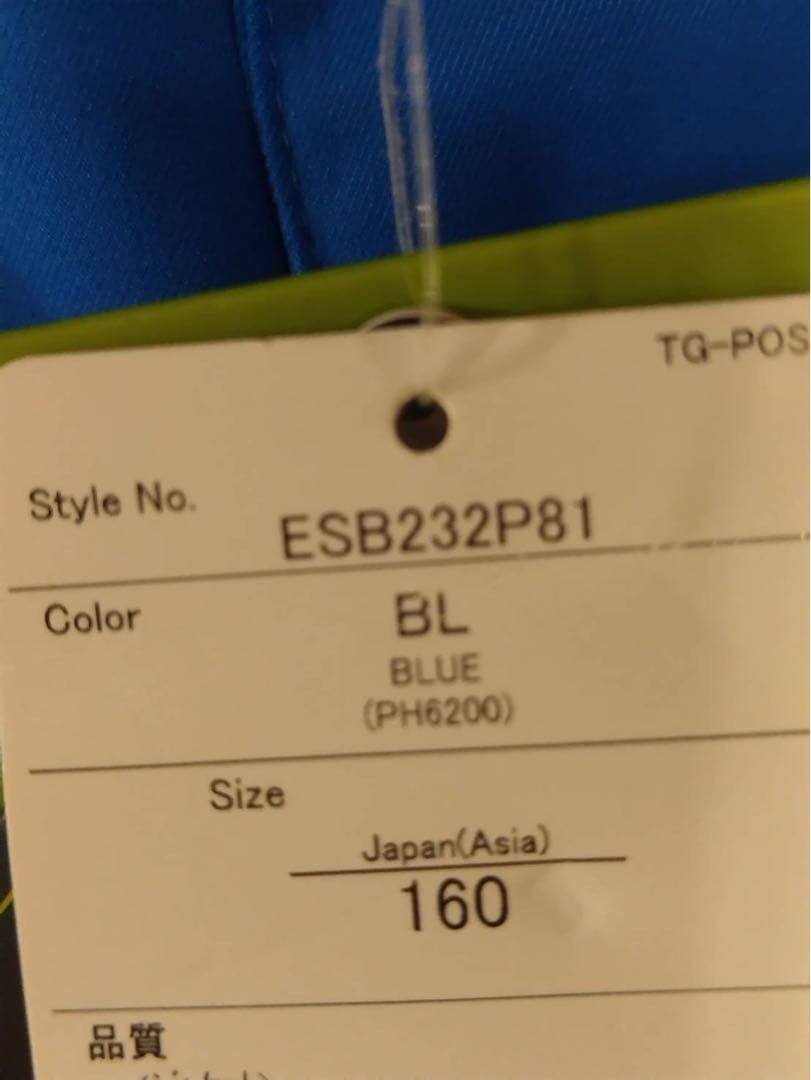 TG-POS
Style No.
ESB232P81
Color
BL
BLUE
(PH6200)
Size
Japan(Asia)
160
品質